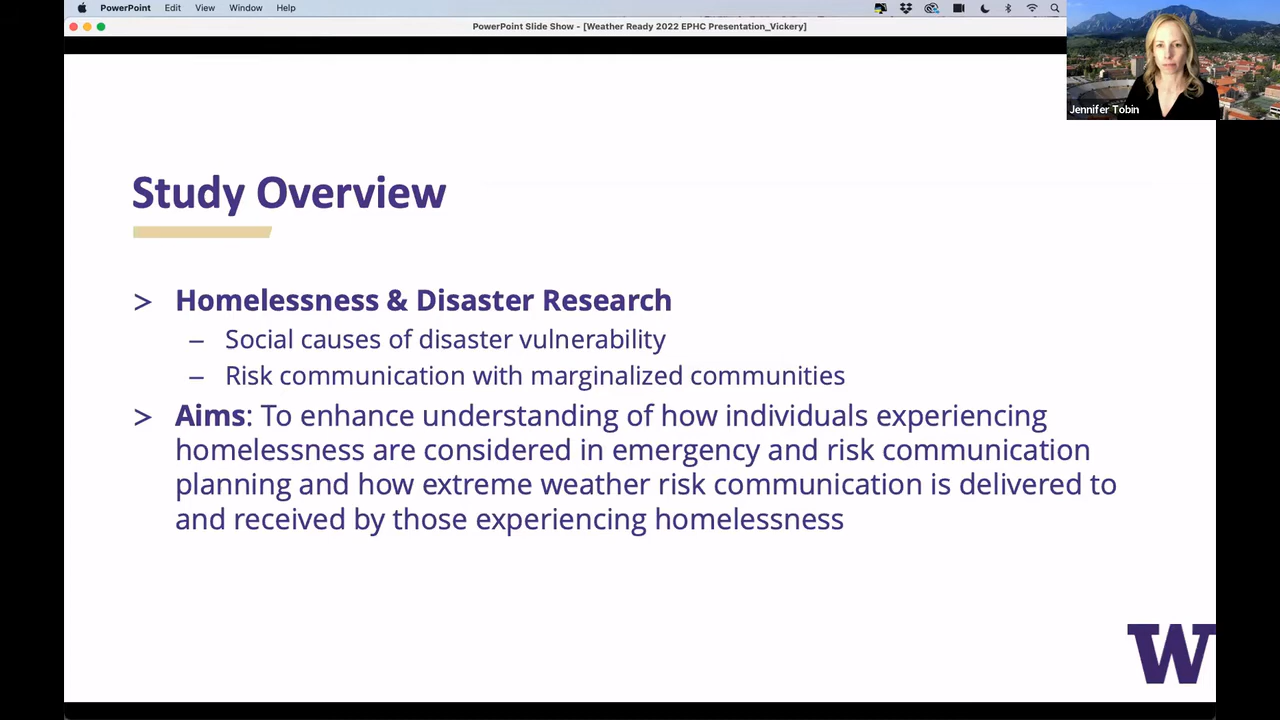 PowerPoint Edit View Window Help
PowerPoint Slide Show - [Weather Ready 2022 EPHC Presentation_Vickery]
Jennifer Tobin
Study Overview
> Homelessness & Disaster Research
– Social causes of disaster vulnerability
– Risk communication with marginalized communities
> Aims: To enhance understanding of how individuals experiencing
homelessness are considered in emergency and risk communication
planning and how extreme weather risk communication is delivered to
and received by those experiencing homelessness
W